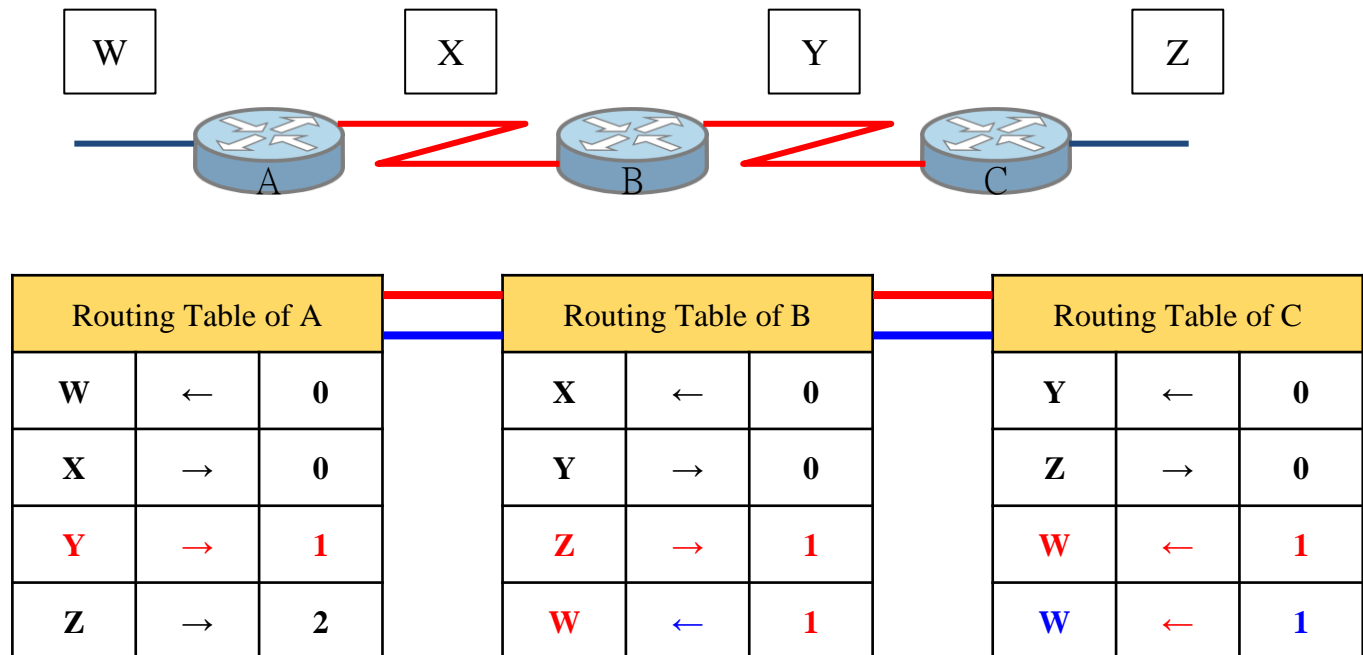 W X Y Z
A B C
Routing Table of A
W ← 0
X → 0
Y → 1
Z → 2
Routing Table of B
X ← 0
Y → 0
Z → 1
W ← 1
Routing Table of C
Y ← 0
Z → 0
W ← 1
W ← 1